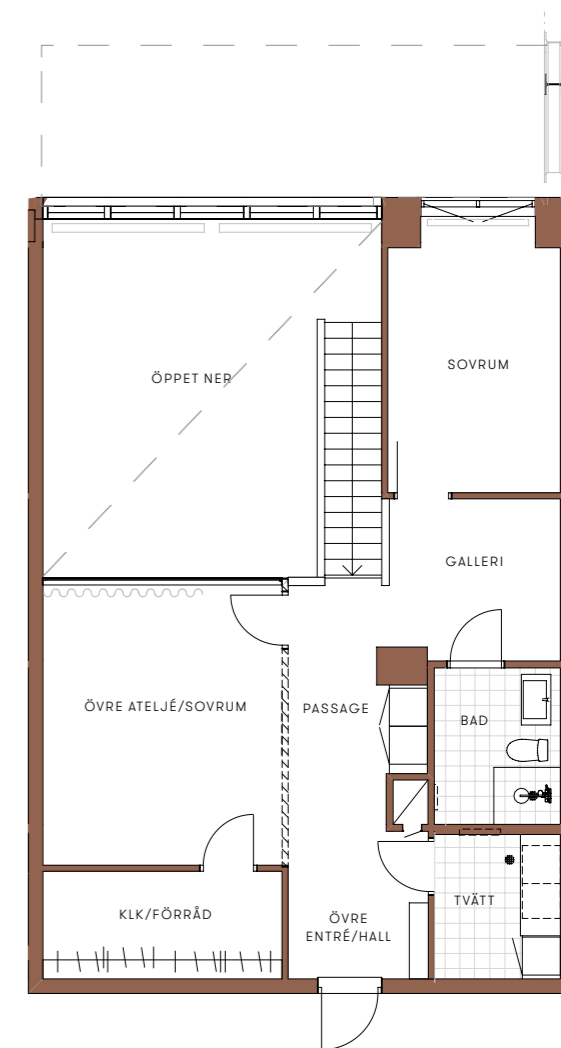 ÖPPET NER
SOVRUM
GALLERI
ÖVRE ATELJÉ/SOVRUM
PASSAGE
BAD
KLK/FÖRRÅD
ÖVRE
ENTRÉ/HALL
TVÄTT